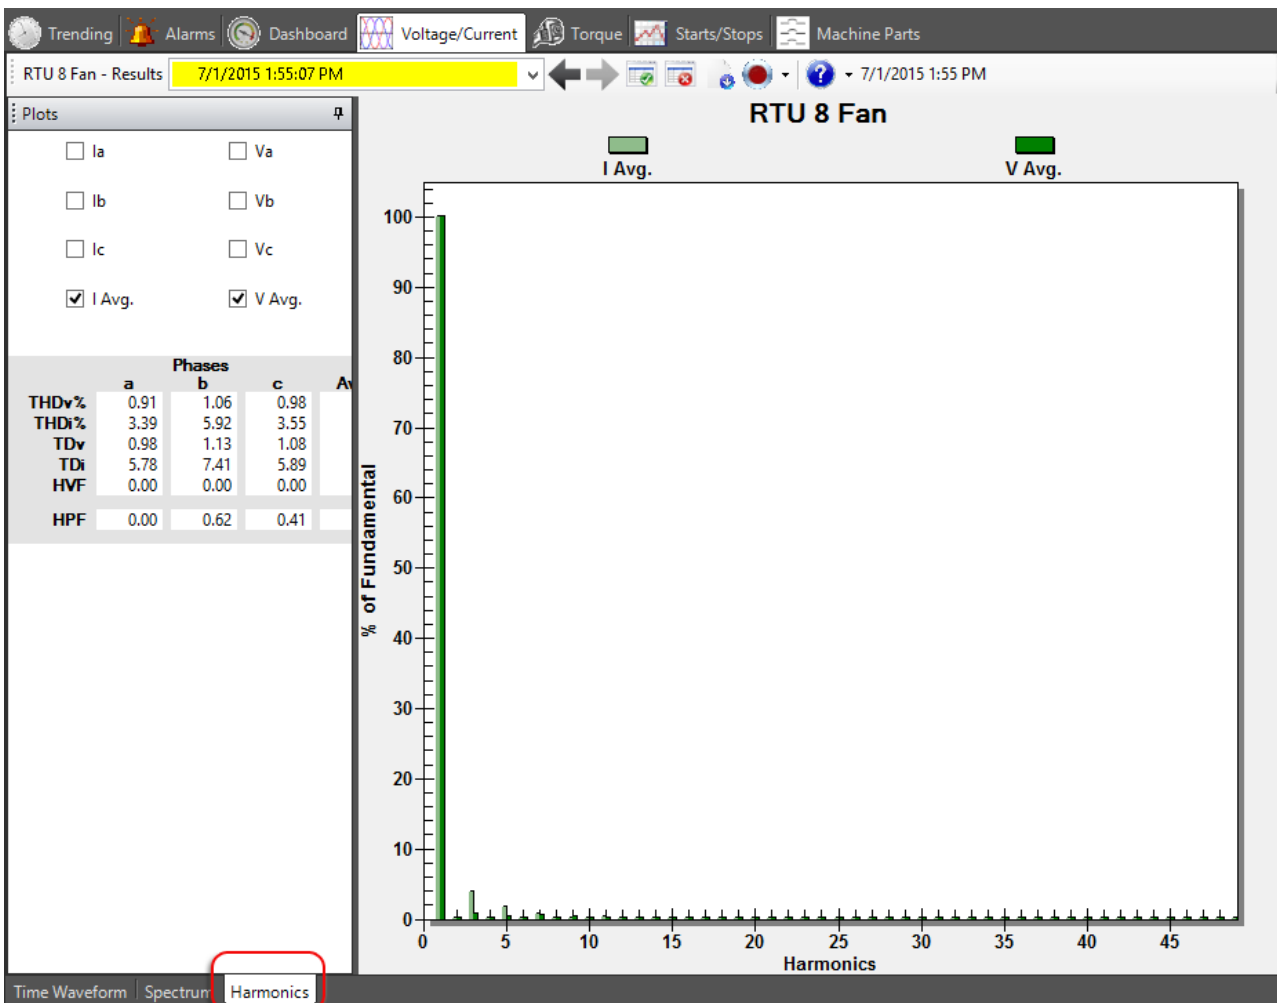 Trending Alarms Dashboard Voltage/Current Torque Starts/Stops Machine Parts
RTU 8 Fan - Results 7/1/2015 1:55:07 PM ? 7/1/2015 1:55 PM
Plots
Ia Va
Ib Vb
Ic Vc
I Avg. V Avg.
Phases
a b c
THDv% 0.91 1.06 0.98
THDi% 3.39 5.92 3.55
TDv 0.98 1.13 1.08
TDi 5.78 7.41 5.89
HVF 0.00 0.00 0.00
HPF 0.00 0.62 0.41
RTU 8 Fan
I Avg. V Avg.
% of Fundamental
100
90
80
70
60
50
40
30
20
10
0
0 5 10 15 20 25 30 35 40 45
Harmonics
Time Waveform Spectrum Harmonics